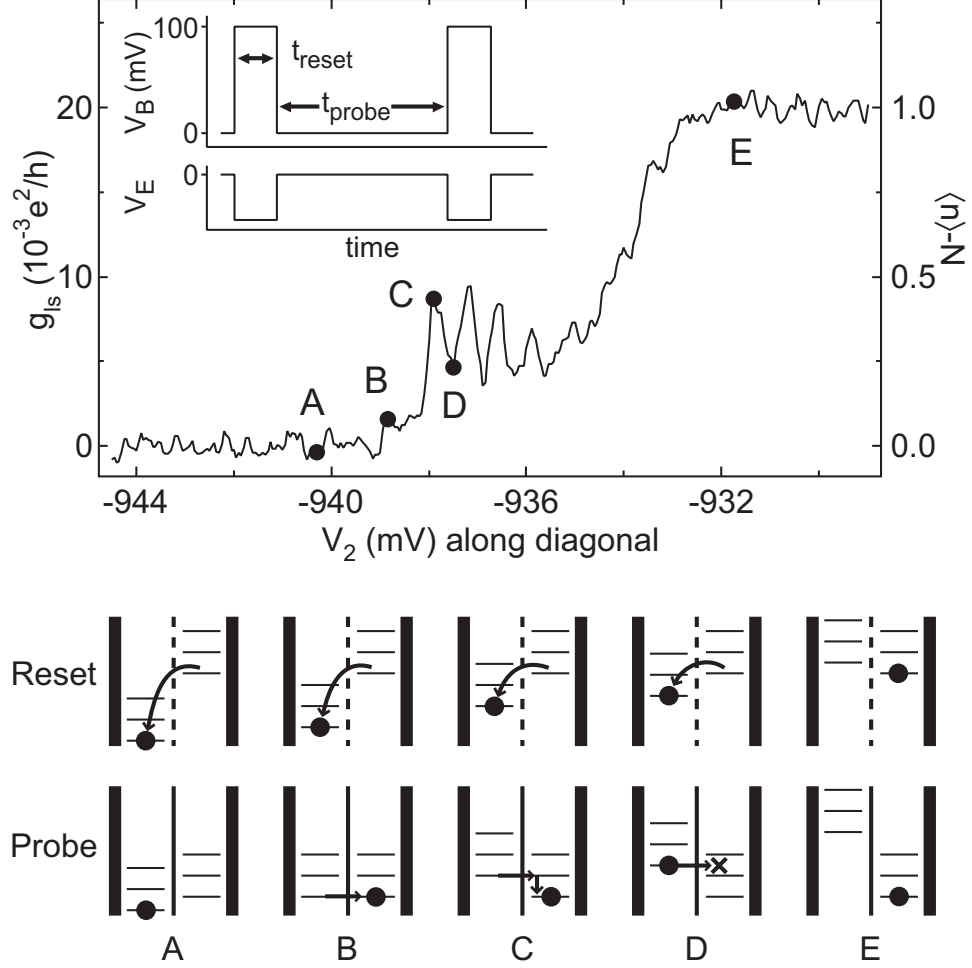 V_B (mV)
100
0
t_reset
t_probe
V_E
0
time
g_ls (10^-3 e^2/h)
20
10
0
N-⟨n⟩
1.0
0.5
0.0
A
B
C
D
E
-944 -940 -936 -932
V_2 (mV) along diagonal
Reset
Probe
A B C D E